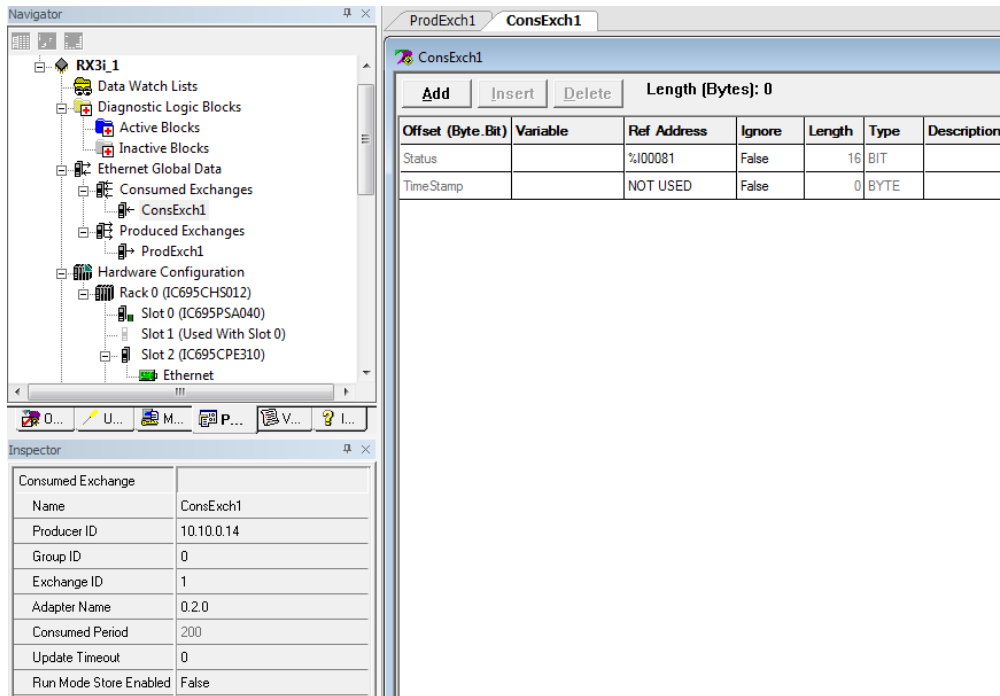 Navigator
RX3i_1
Data Watch Lists
Diagnostic Logic Blocks
Active Blocks
Inactive Blocks
Ethernet Global Data
Consumed Exchanges
ConsExch1
Produced Exchanges
ProdExch1
Hardware Configuration
Rack 0 (IC695CHS012)
Slot 0 (IC695PSA040)
Slot 1 (Used With Slot 0)
Slot 2 (IC695CPE310)
Ethernet
O... U... M... P... V... I...
Inspector
Consumed Exchange
Name ConsExch1
Producer ID 10.10.0.14
Group ID 0
Exchange ID 1
Adapter Name 0.2.0
Consumed Period 200
Update Timeout 0
Run Mode Store Enabled False
ProdExch1 ConsExch1
ConsExch1
Add Insert Delete Length (Bytes): 0
Offset (Byte.Bit) Variable Ref Address Ignore Length Type Description
Status %I00081 False 16 BIT
TimeStamp NOT USED False 0 BYTE